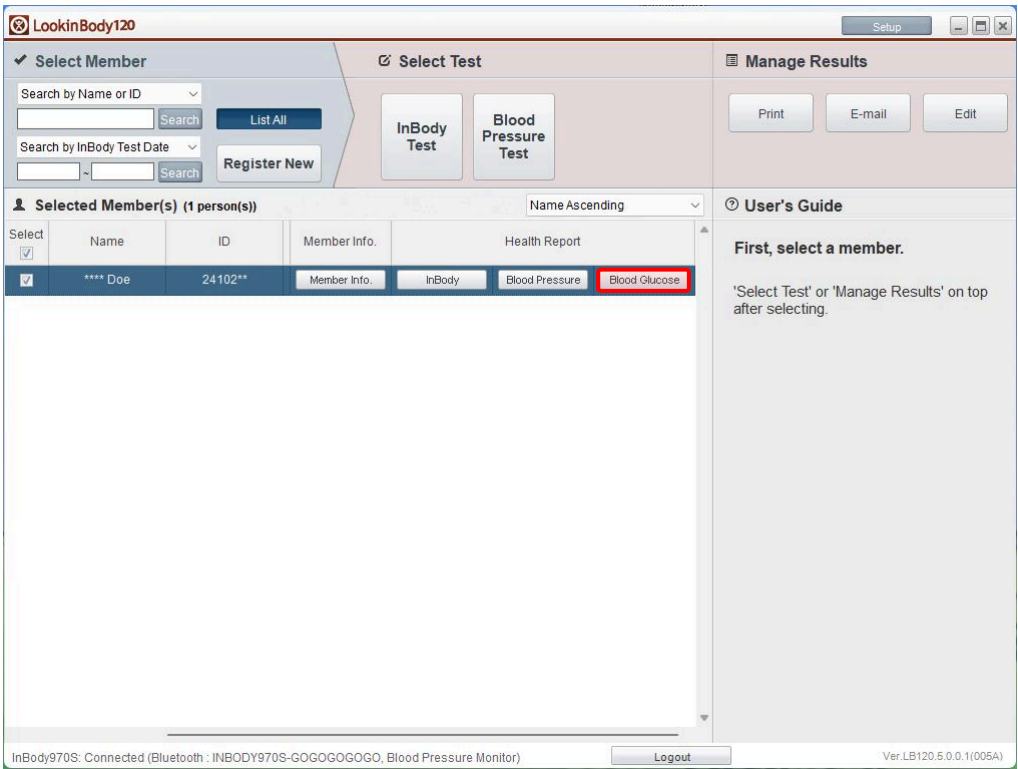 LookinBody120
Setup
Select Member
Select Test
Manage Results
Search by Name or ID
Search
List All
Search by InBody Test Date
~
Search
Register New
InBody
Test
Blood
Pressure
Test
Print
E-mail
Edit
Selected Member(s) (1 person(s))
Name Ascending
User's Guide
Select
Name
ID
Member Info.
Health Report
**** Doe
24102**
Member Info.
InBody
Blood Pressure
Blood Glucose
First, select a member.
'Select Test' or 'Manage Results' on top
after selecting.
InBody970S: Connected (Bluetooth : INBODY970S-GOGOGOGOGO, Blood Pressure Monitor)
Logout
Ver.LB120.5.0.0.1(005A)